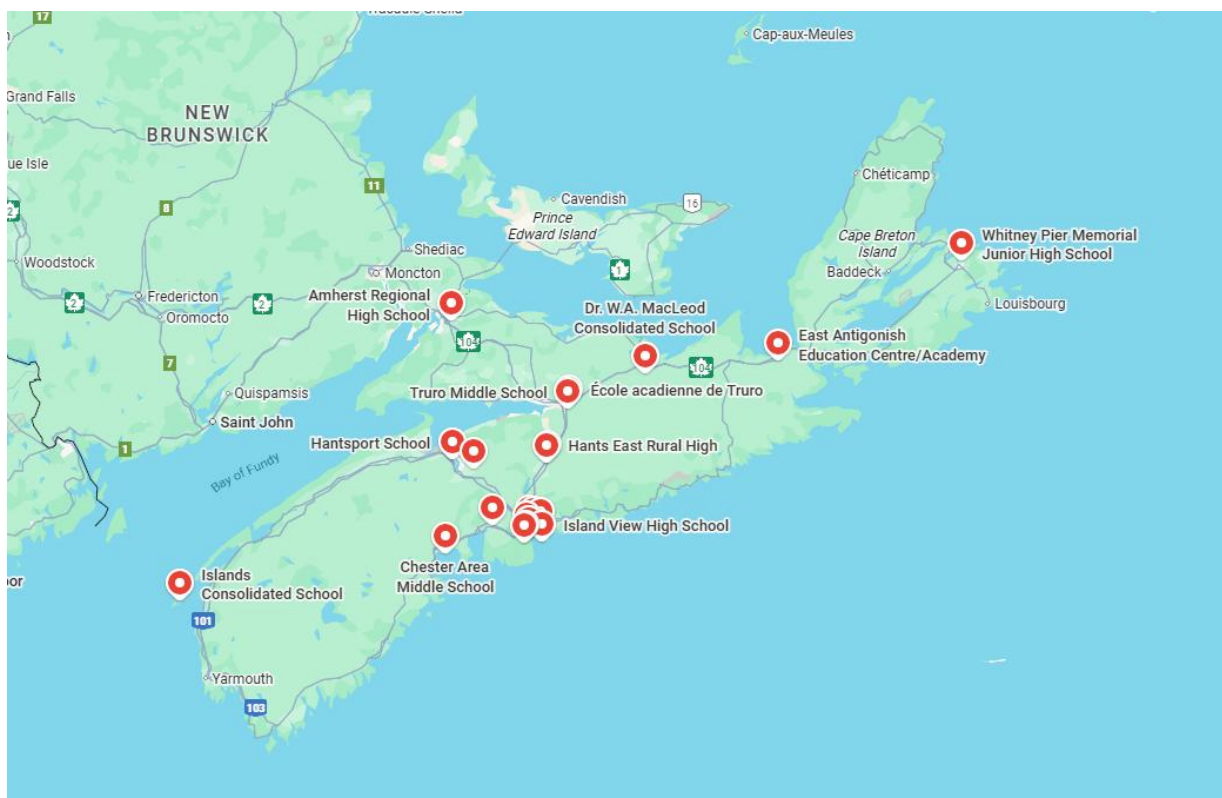 17
Cap-aux-Meules
Grand Falls
1
NEW
BRUNSWICK
ue Isle
Chéticamp
11
Cavendish
16
8
2
Prince
Edward Island
Shediac
Cape Breton
Island
Whitney Pier Memorial
Junior High School
Woodstock
Moncton
1
Baddeck
2
Fredericton
2
Amherst Regional
High School
Louisbourg
Oromocto
Dr. W.A. MacLeod
Consolidated School
104
East Antigonish
Education Centre/Academy
7
104
Quispamsis
Truro Middle School
École acadienne de Truro
Saint John
Hantsport School
Hants East Rural High
1
Bay of Fundy
Island View High School
Chester Area
Middle School
or
Islands
Consolidated School
101
Yarmouth
103